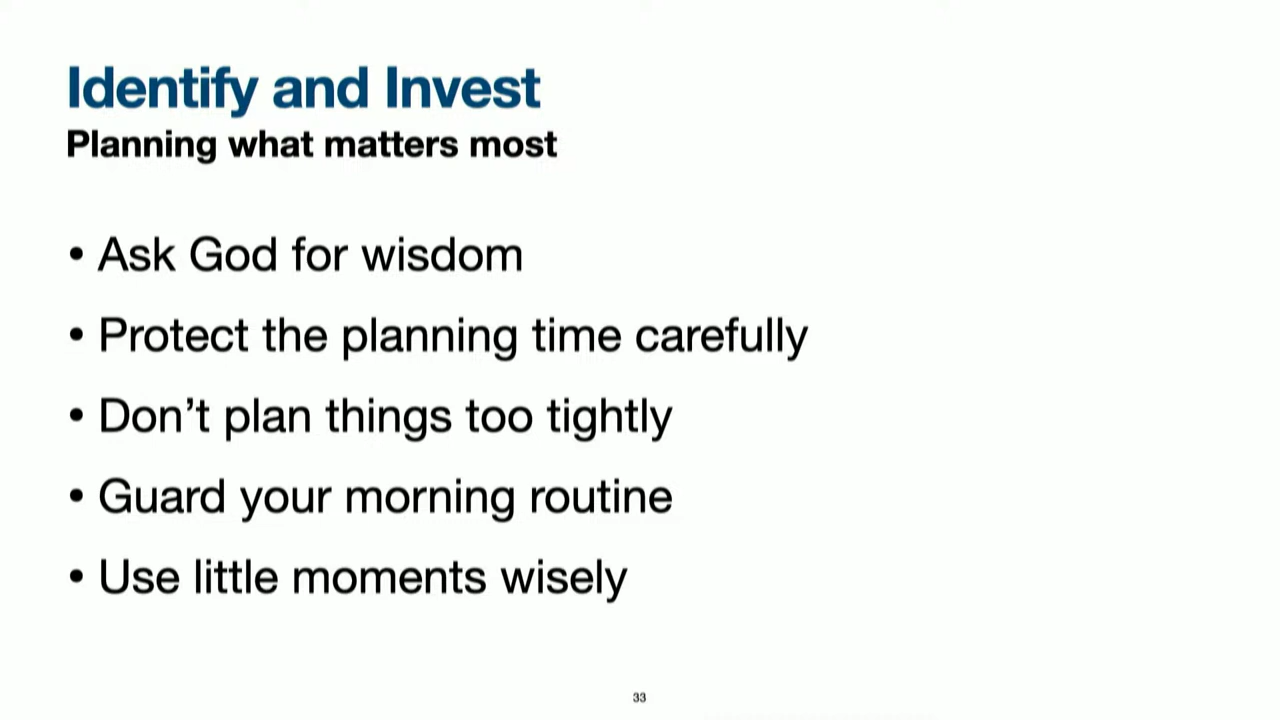 Identify and Invest
Planning what matters most
• Ask God for wisdom
• Protect the planning time carefully
• Don’t plan things too tightly
• Guard your morning routine
• Use little moments wisely
33